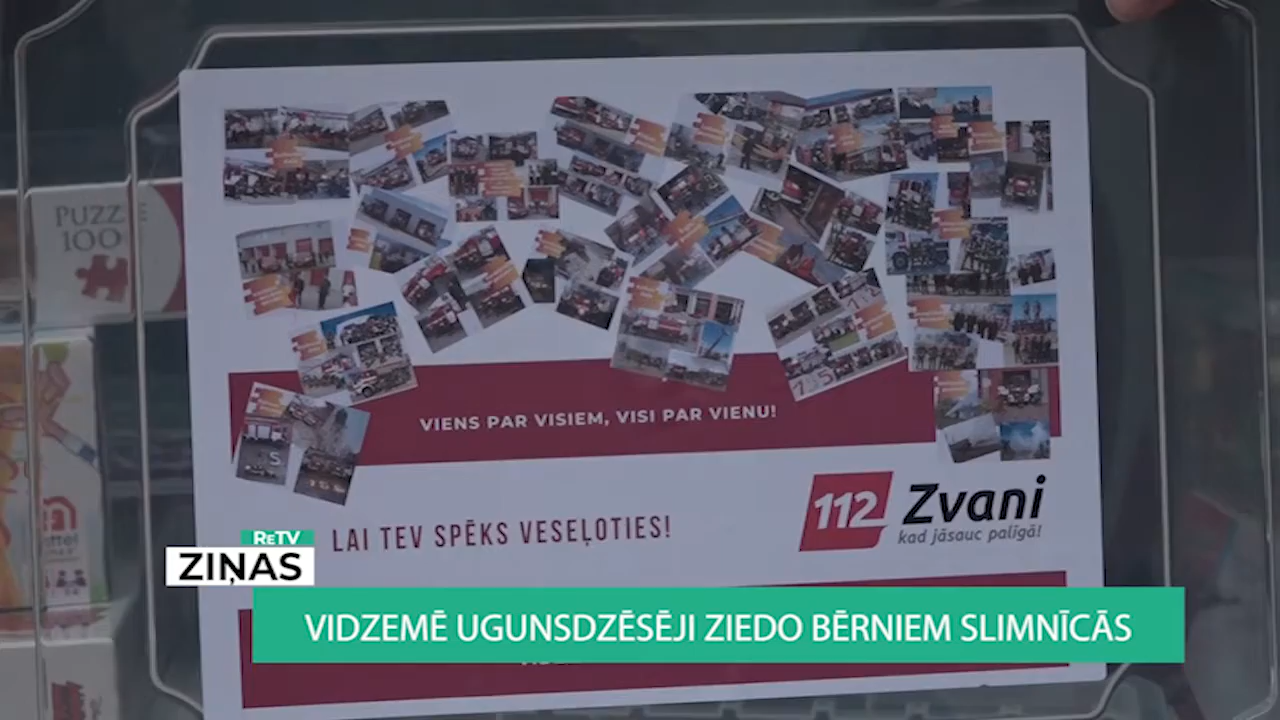 PUZZLE
100
VIENS PAR VISIEM, VISI PAR VIENU!
112 Zvani
kad jāsauc palīgā!
LAI TEV SPĒKS VESEĻOTIES!
RETV
ZIŅAS
VIDZEMĒ UGUNSDZĒSĒJI ZIEDO BĒRNIEM SLIMNĪCĀS